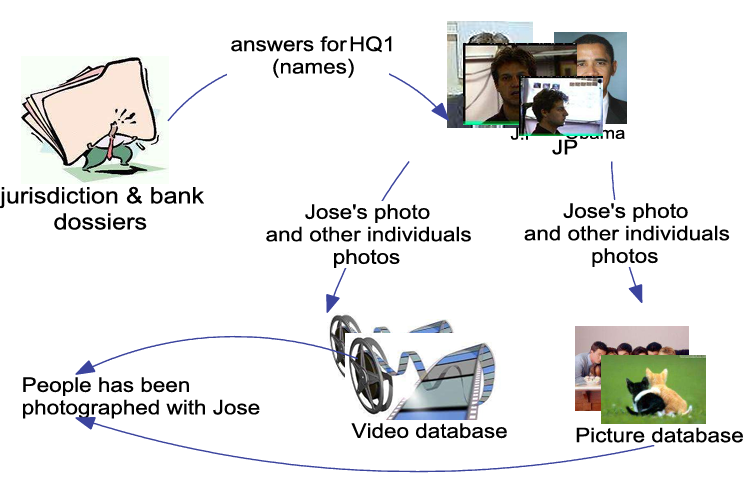 answers for HQ1
(names)
Obama
JP
jurisdiction & bank
dossiers
Jose's photo
and other individuals
photos
Jose's photo
and other individuals
photos
People has been
photographed with Jose
Video database
Picture database